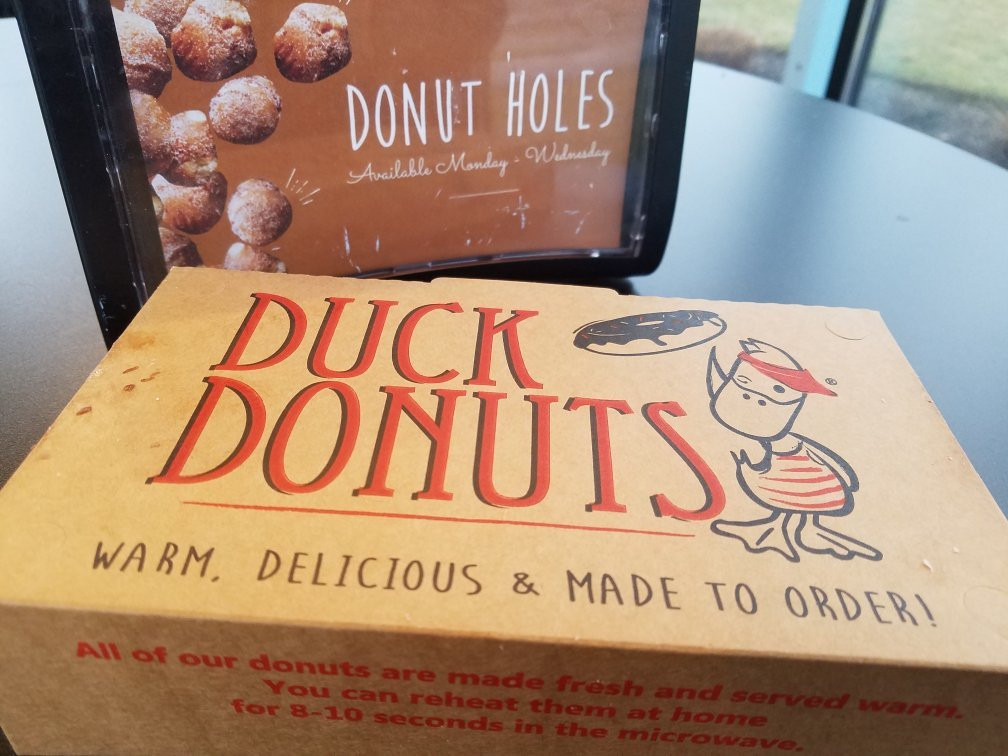 DONUT HOLES
Available Monday - Wednesday
DUCK
DONUTS
®
WARM, DELICIOUS & MADE TO ORDER!
All of our donuts are made fresh and served warm.
You can reheat them at home
for 8-10 seconds in the microwave.